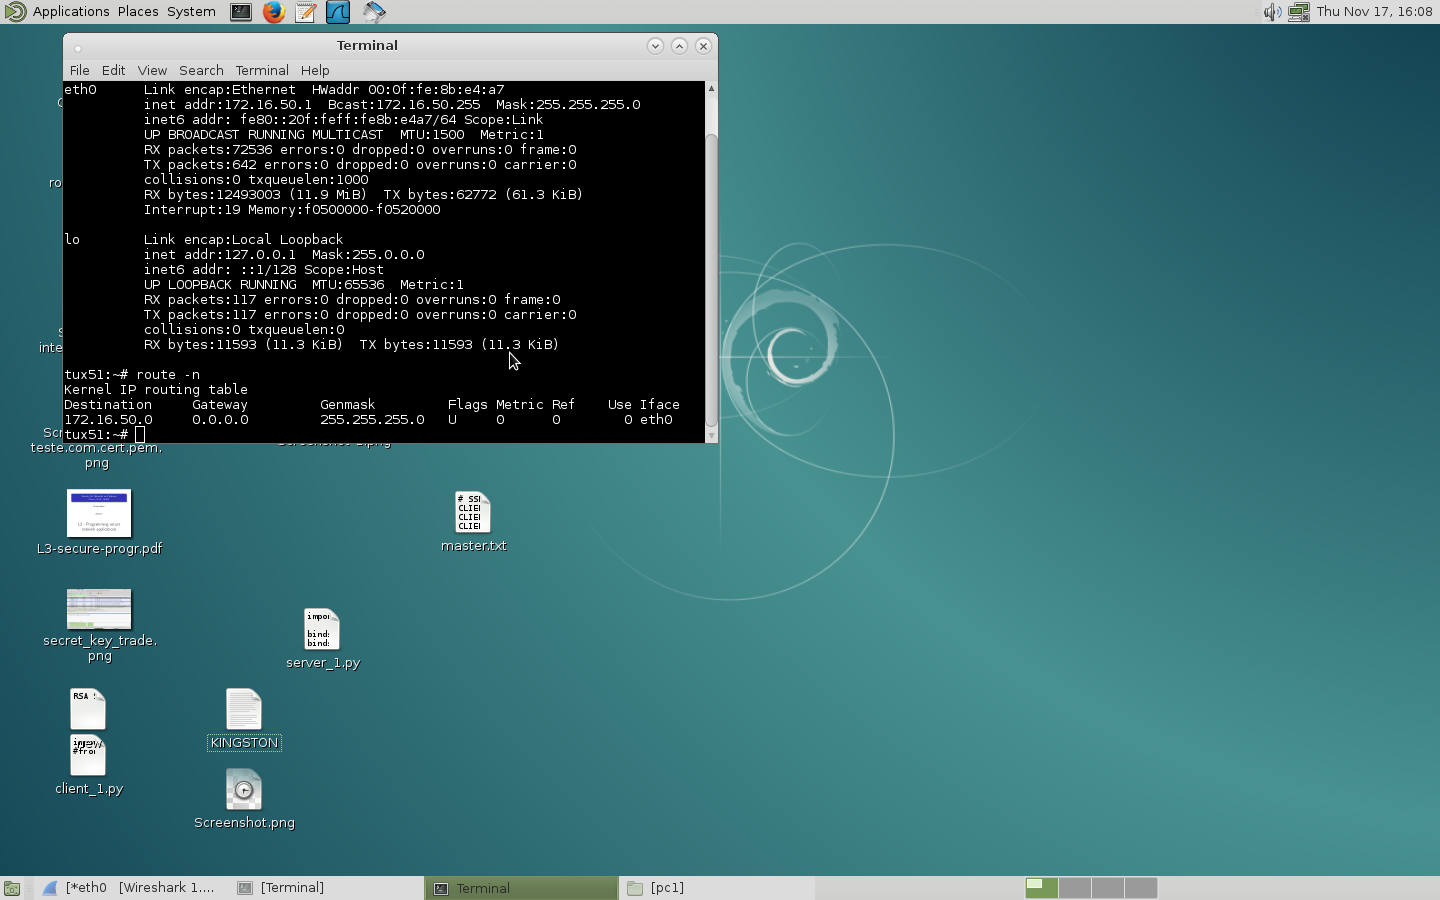 Applications Places System
Thu Nov 17, 16:08
Terminal
File Edit View Search Terminal Help
eth0 Link encap:Ethernet HWaddr 00:0f:fe:8b:e4:a7
inet addr:172.16.50.1 Bcast:172.16.50.255 Mask:255.255.255.0
inet6 addr: fe80::20f:feff:fe8b:e4a7/64 Scope:Link
UP BROADCAST RUNNING MULTICAST MTU:1500 Metric:1
RX packets:72536 errors:0 dropped:0 overruns:0 frame:0
TX packets:642 errors:0 dropped:0 overruns:0 carrier:0
collisions:0 txqueuelen:1000
RX bytes:12493003 (11.9 MiB) TX bytes:62772 (61.3 KiB)
Interrupt:19 Memory:f0500000-f0520000
lo Link encap:Local Loopback
inet addr:127.0.0.1 Mask:255.0.0.0
inet6 addr: ::1/128 Scope:Host
UP LOOPBACK RUNNING MTU:65536 Metric:1
RX packets:117 errors:0 dropped:0 overruns:0 frame:0
TX packets:117 errors:0 dropped:0 overruns:0 carrier:0
collisions:0 txqueuelen:0
RX bytes:11593 (11.3 KiB) TX bytes:11593 (11.3 KiB)
tux51:~# route -n
Kernel IP routing table
Destination Gateway Genmask Flags Metric Ref Use Iface
172.16.50.0 0.0.0.0 255.255.255.0 U 0 0 0 eth0
tux51:~#
teste.com.cert.pem.
png
L3-secure-progr.pdf
# SS
CLIE
CLIE
CLIE
master.txt
secret_key_trade.
png
impo
bind
bind
server_1.py
RSA
client_1.py
KINGSTON
Screenshot.png
[*eth0 [Wireshark 1....
[Terminal]
Terminal
[pc1]